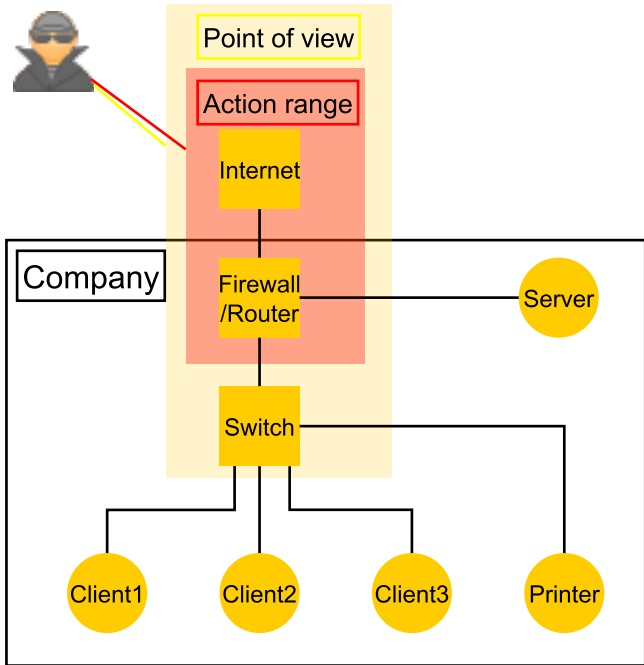 Point of view
Action range
Internet
Company
Firewall
/Router
Server
Switch
Client1
Client2
Client3
Printer